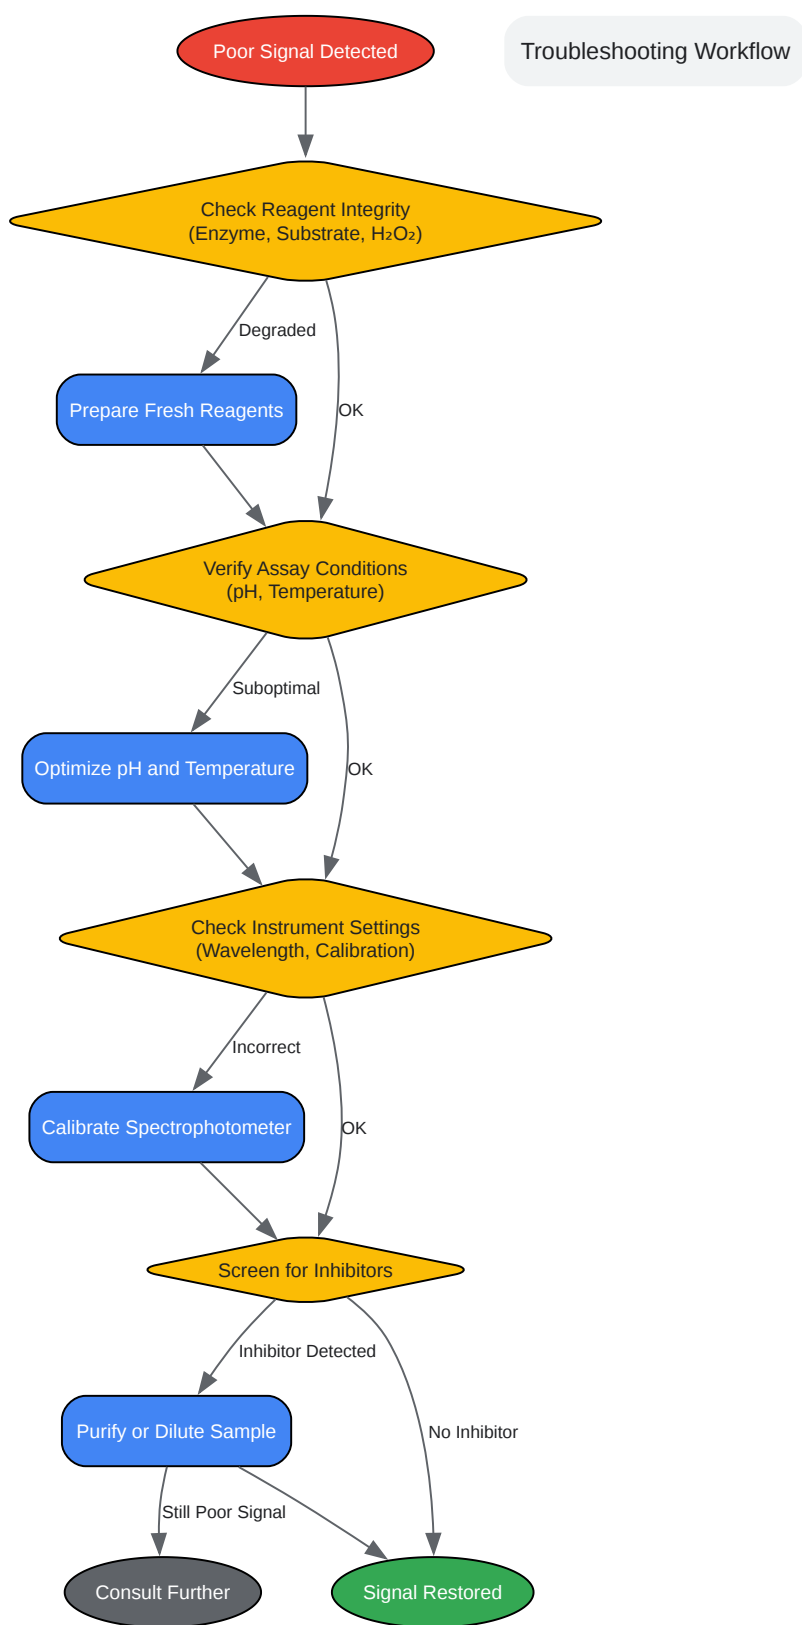 Poor Signal Detected
Troubleshooting Workflow
Check Reagent Integrity
(Enzyme, Substrate, H₂O₂)
Degraded
Prepare Fresh Reagents
OK
Verify Assay Conditions
(pH, Temperature)
Suboptimal
Optimize pH and Temperature
OK
Check Instrument Settings
(Wavelength, Calibration)
Incorrect
Calibrate Spectrophotometer
OK
Screen for Inhibitors
Inhibitor Detected
Purify or Dilute Sample
No Inhibitor
Still Poor Signal
Consult Further
Signal Restored